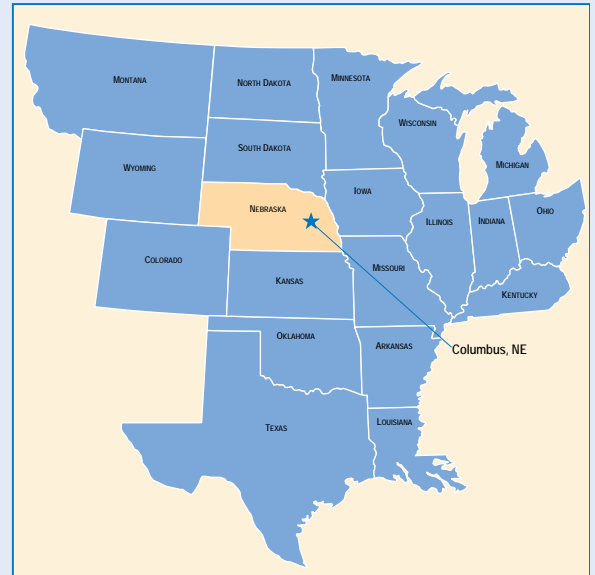 MONTANA
NORTH DAKOTA
MINNESOTA
WISCONSIN
MICHIGAN
SOUTH DAKOTA
WYOMING
IOWA
NEBRASKA
ILLINOIS
INDIANA
OHIO
COLORADO
MISSOURI
KANSAS
KENTUCKY
OKLAHOMA
ARKANSAS
Columbus, NE
LOUISIANA
TEXAS